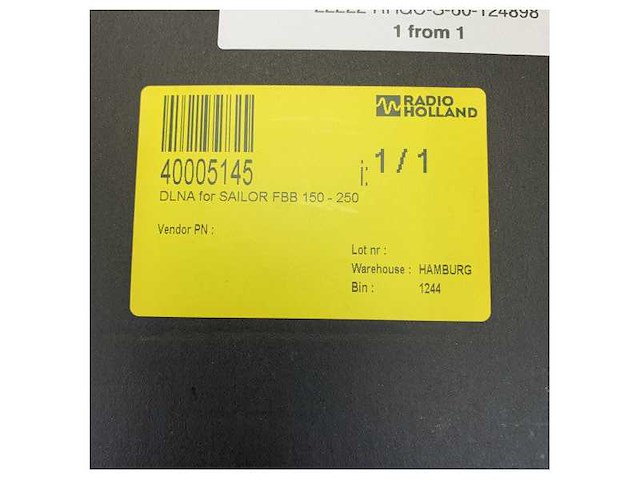 1 from 1
RADIO
HOLLAND
40005145
1 / 1
DLNA for SAILOR FBB 150 - 250
Vendor PN :
Lot nr :
Warehouse : HAMBURG
Bin : 1244